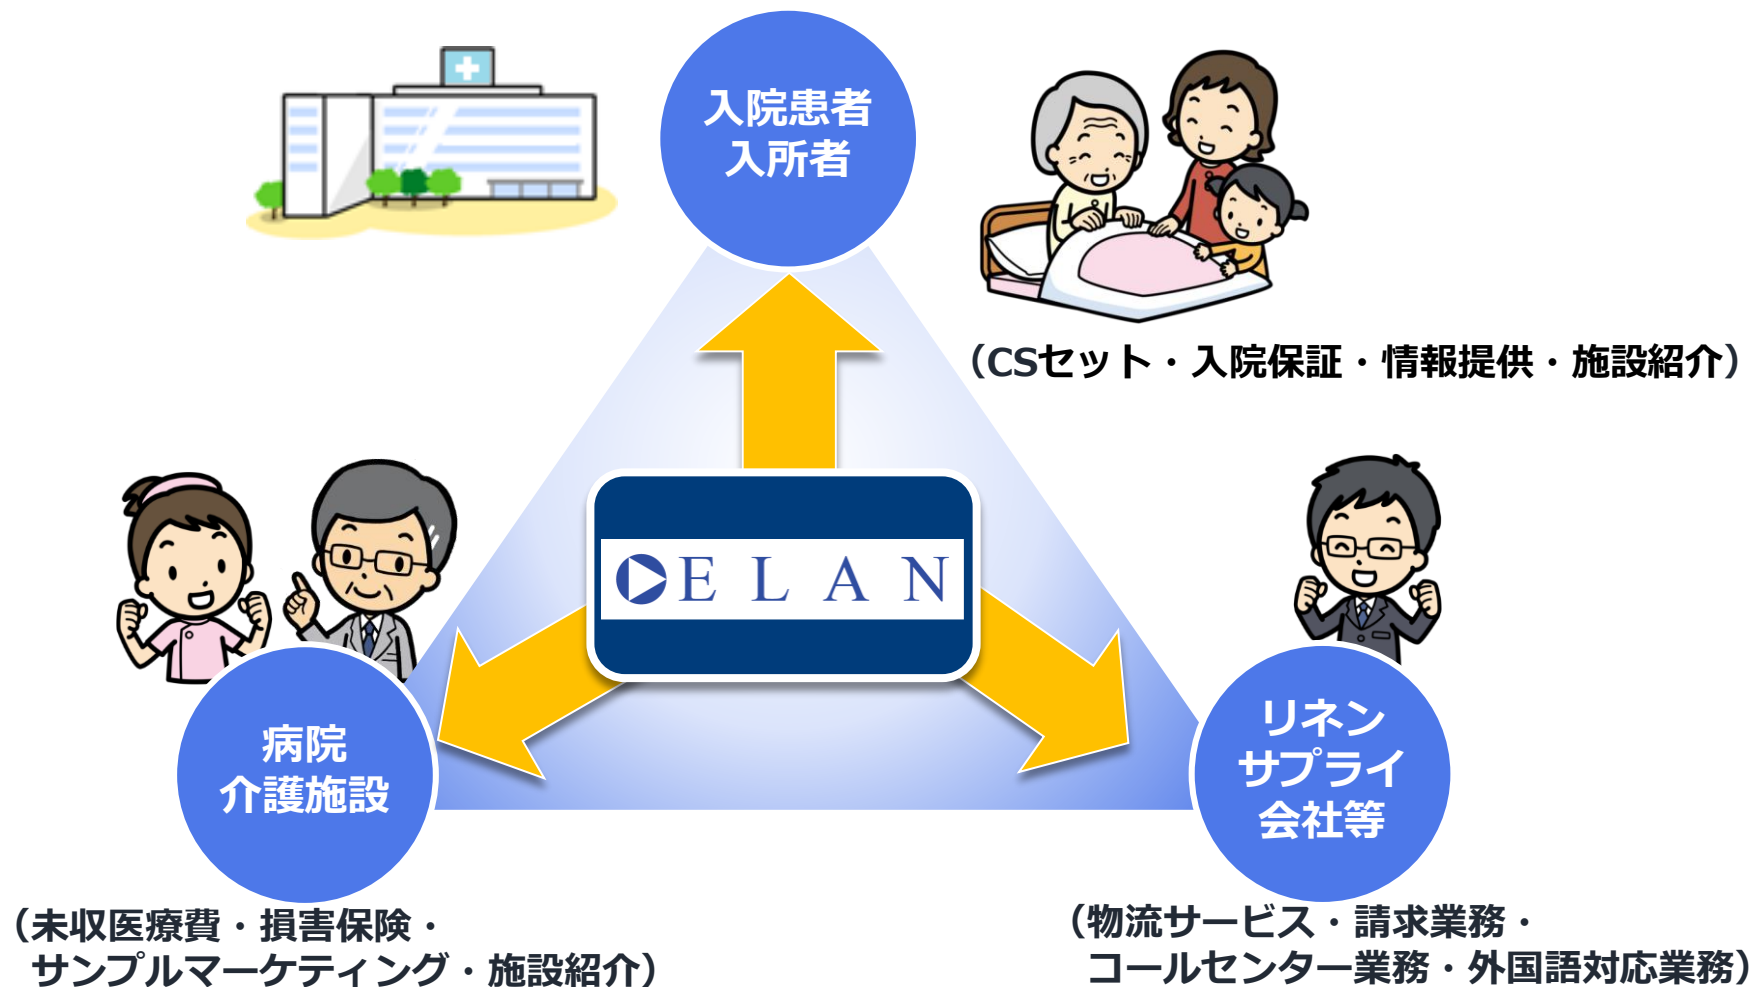 入院患者
入所者
（CSセット・入院保証・情報提供・施設紹介）
ELAN
病院
介護施設
（未収医療費・損害保険・
サンプルマーケティング・施設紹介）
リネン
サプライ
会社等
（物流サービス・請求業務・
コールセンター業務・外国語対応業務）